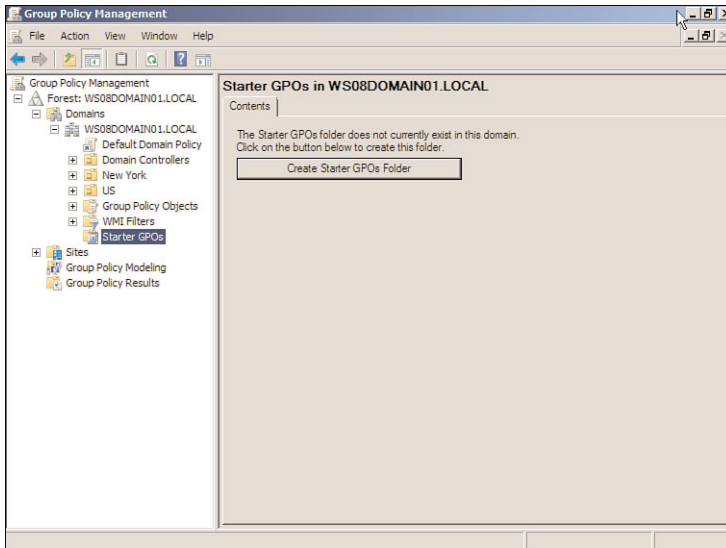 Group Policy Management
File Action View Window Help
Group Policy Management
Forest: WS08DOMAIN01.LOCAL
Domains
WS08DOMAIN01.LOCAL
Default Domain Policy
Domain Controllers
New York
US
Group Policy Objects
WMI Filters
Starter GPOs
Sites
Group Policy Modeling
Group Policy Results
Starter GPOs in WS08DOMAIN01.LOCAL
Contents
The Starter GPOs folder does not currently exist in this domain.
Click on the button below to create this folder.
Create Starter GPOs Folder